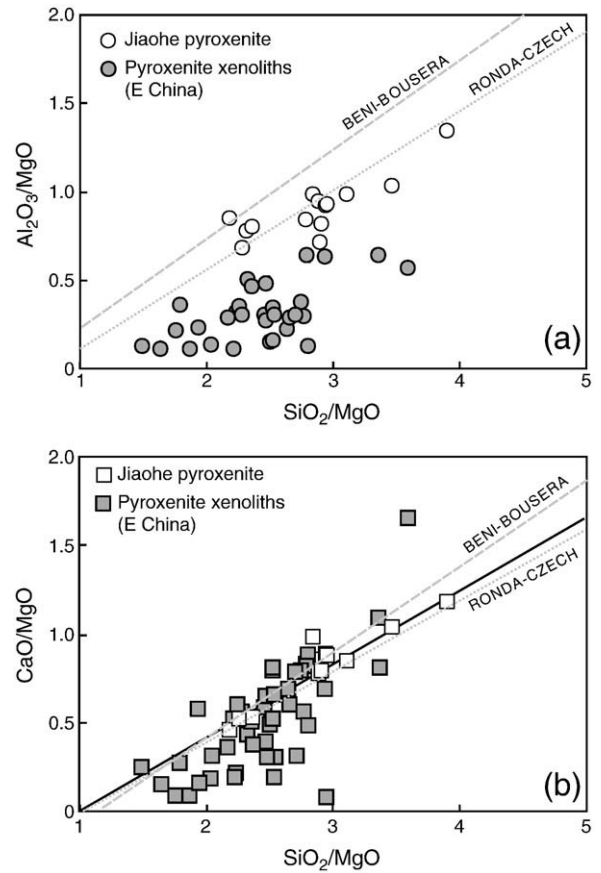 2.0
1.5
1.0
0.5
0
Al₂O₃/MgO
Jiaohe pyroxenite
Pyroxenite xenoliths
(E China)
BENI-BOUSERA
RONDA-CZECH
(a)
1 2 3 4 5
SiO₂/MgO
2.0
1.5
1.0
0.5
0
CaO/MgO
Jiaohe pyroxenite
Pyroxenite xenoliths
(E China)
BENI-BOUSERA
RONDA-CZECH
(b)
1 2 3 4 5
SiO₂/MgO